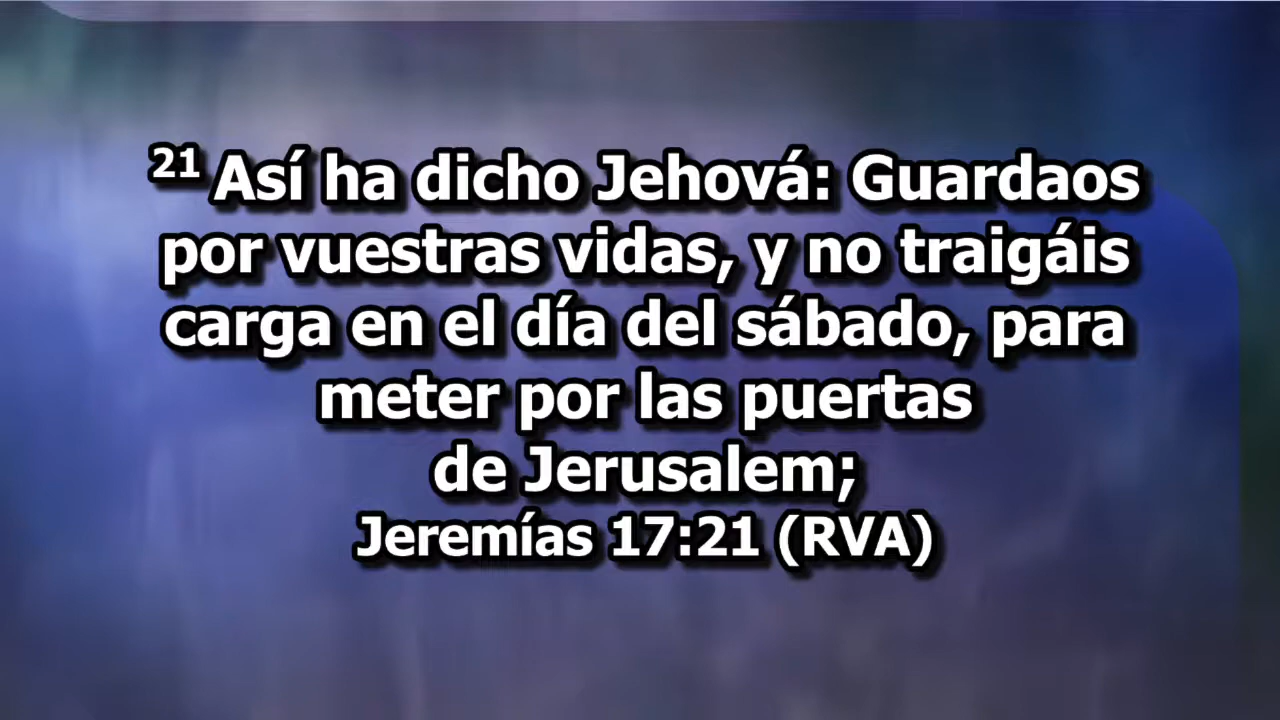 21 Así ha dicho Jehová: Guardaos
por vuestras vidas, y no traigáis
carga en el día del sábado, para
meter por las puertas
de Jerusalem;
Jeremías 17:21 (RVA)